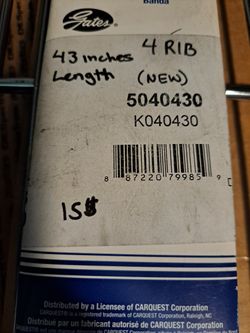 Banda
Gates
43 inches 4 RIB
Length (NEW)
5040430
K040430
8 87220 79985 9
15$
Distributed by a Licensee of CARQUEST Corporation
CARQUEST® is a registered trademark of CARQUEST Corporation, Raleigh, NC
Distribué par un fabricant autorisé de CARQUEST Corporation